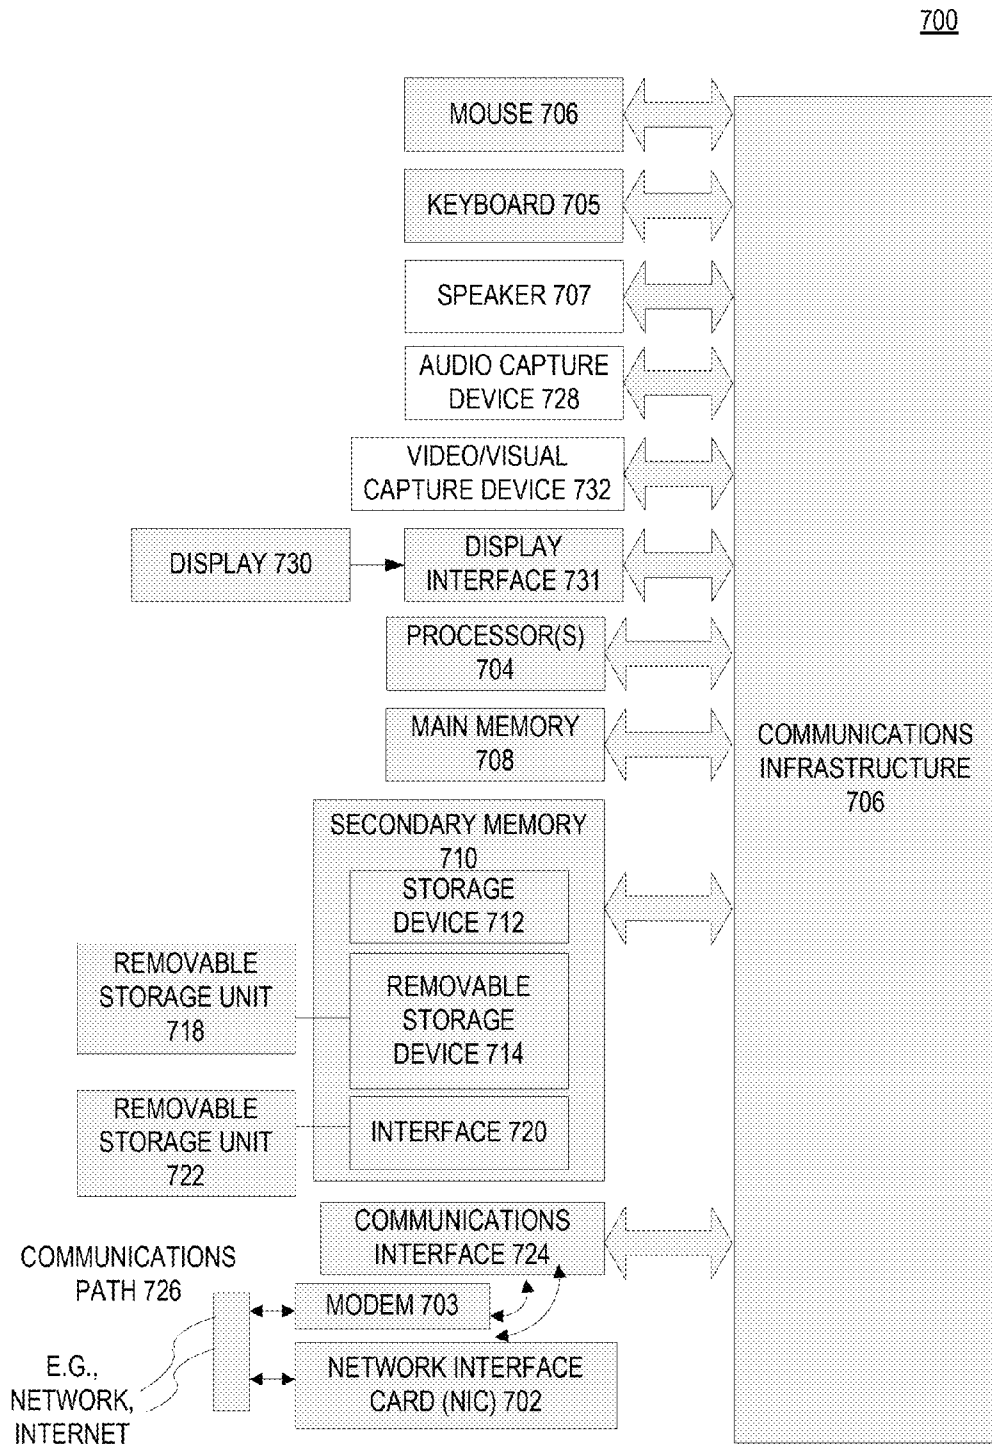 700
MOUSE 706
KEYBOARD 705
SPEAKER 707
AUDIO CAPTURE
DEVICE 728
VIDEO/VISUAL
CAPTURE DEVICE 732
DISPLAY 730
DISPLAY
INTERFACE 731
PROCESSOR(S)
704
MAIN MEMORY
708
COMMUNICATIONS
INFRASTRUCTURE
706
SECONDARY MEMORY
710
STORAGE
DEVICE 712
REMOVABLE
STORAGE UNIT
718
REMOVABLE
STORAGE
DEVICE 714
REMOVABLE
STORAGE UNIT
722
INTERFACE 720
COMMUNICATIONS
INTERFACE 724
COMMUNICATIONS
PATH 726
MODEM 703
E.G.,
NETWORK,
INTERNET
NETWORK INTERFACE
CARD (NIC) 702